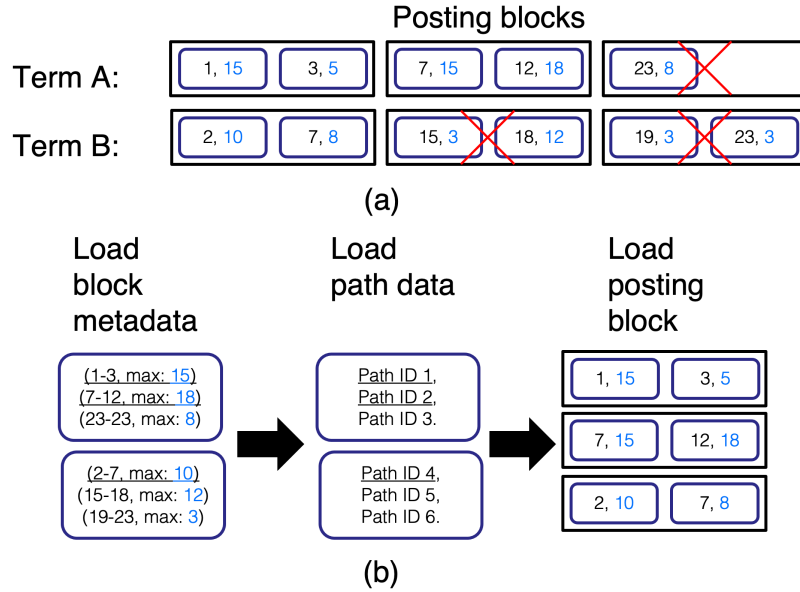 Posting blocks
Term A: 1, 15 3, 5 7, 15 12, 18 23, 8
Term B: 2, 10 7, 8 15, 3 18, 12 19, 3 23, 3
(a)
Load block metadata
(1-3, max: 15)
(7-12, max: 18)
(23-23, max: 8)
(2-7, max: 10)
(15-18, max: 12)
(19-23, max: 3)
Load path data
Path ID 1,
Path ID 2,
Path ID 3.
Path ID 4,
Path ID 5,
Path ID 6.
Load posting block
1, 15 3, 5
7, 15 12, 18
2, 10 7, 8
(b)